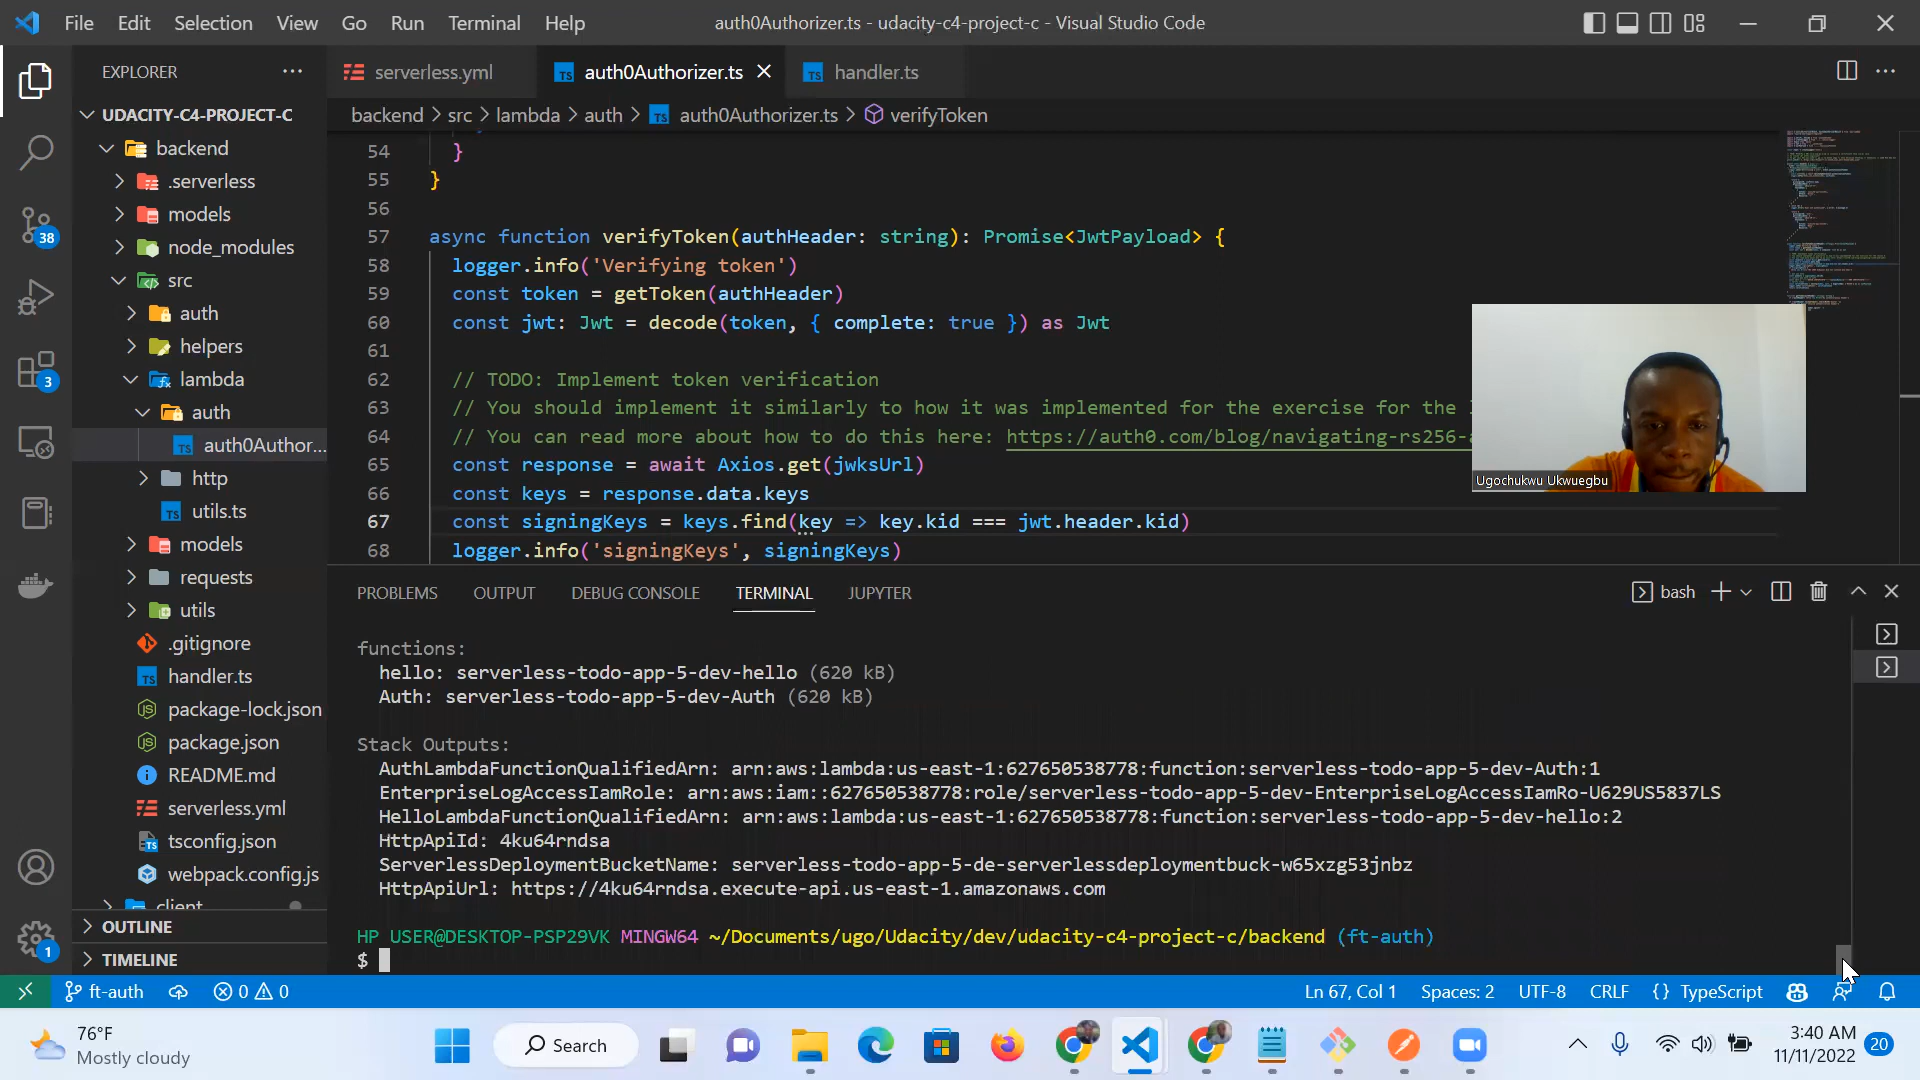 File Edit Selection View Go Run Terminal Help
auth0Authorizer.ts - udacity-c4-project-c - Visual Studio Code
EXPLORER
UDACITY-C4-PROJECT-C
backend
.serverless
models
node_modules
src
auth
helpers
lambda
auth
auth0Author...
http
utils.ts
models
requests
utils
.gitignore
handler.ts
package-lock.json
package.json
README.md
serverless.yml
tsconfig.json
webpack.config.js
client
OUTLINE
TIMELINE
38
3
1
serverless.yml
auth0Authorizer.ts
handler.ts
backend > src > lambda > auth > auth0Authorizer.ts > verifyToken
54 }
55 }
56
57 async function verifyToken(authHeader: string): Promise<JwtPayload> {
58 logger.info('Verifying token')
59 const token = getToken(authHeader)
60 const jwt: Jwt = decode(token, { complete: true }) as Jwt
61
62 // TODO: Implement token verification
63 // You should implement it similarly to how it was implemented for the exercise for the
64 // You can read more about how to do this here: https://auth0.com/blog/navigating-rs256-
65 const response = await Axios.get(jwksUrl)
66 const keys = response.data.keys
67 const signingKeys = keys.find(key => key.kid === jwt.header.kid)
68 logger.info('signingKeys', signingKeys)
Ugochukwu Ukwuegbu
PROBLEMS OUTPUT DEBUG CONSOLE TERMINAL JUPYTER
bash
functions:
hello: serverless-todo-app-5-dev-hello (620 kB)
Auth: serverless-todo-app-5-dev-Auth (620 kB)
Stack Outputs:
AuthLambdaFunctionQualifiedArn: arn:aws:lambda:us-east-1:627650538778:function:serverless-todo-app-5-dev-Auth:1
EnterpriseLogAccessIamRole: arn:aws:iam::627650538778:role/serverless-todo-app-5-dev-EnterpriseLogAccessIamRo-U629US5837LS
HelloLambdaFunctionQualifiedArn: arn:aws:lambda:us-east-1:627650538778:function:serverless-todo-app-5-dev-hello:2
HttpApiId: 4ku64rndsa
ServerlessDeploymentBucketName: serverless-todo-app-5-de-serverlessdeploymentbuck-w65xzg53jnbz
HttpApiUrl: https://4ku64rndsa.execute-api.us-east-1.amazonaws.com
HP USER@DESKTOP-PSP29VK MINGW64 ~/Documents/ugo/Udacity/dev/udacity-c4-project-c/backend (ft-auth)
$
ft-auth 0 0
Ln 67, Col 1 Spaces: 2 UTF-8 CRLF {} TypeScript
76°F
Mostly cloudy
Search
3:40 AM
11/11/2022
20